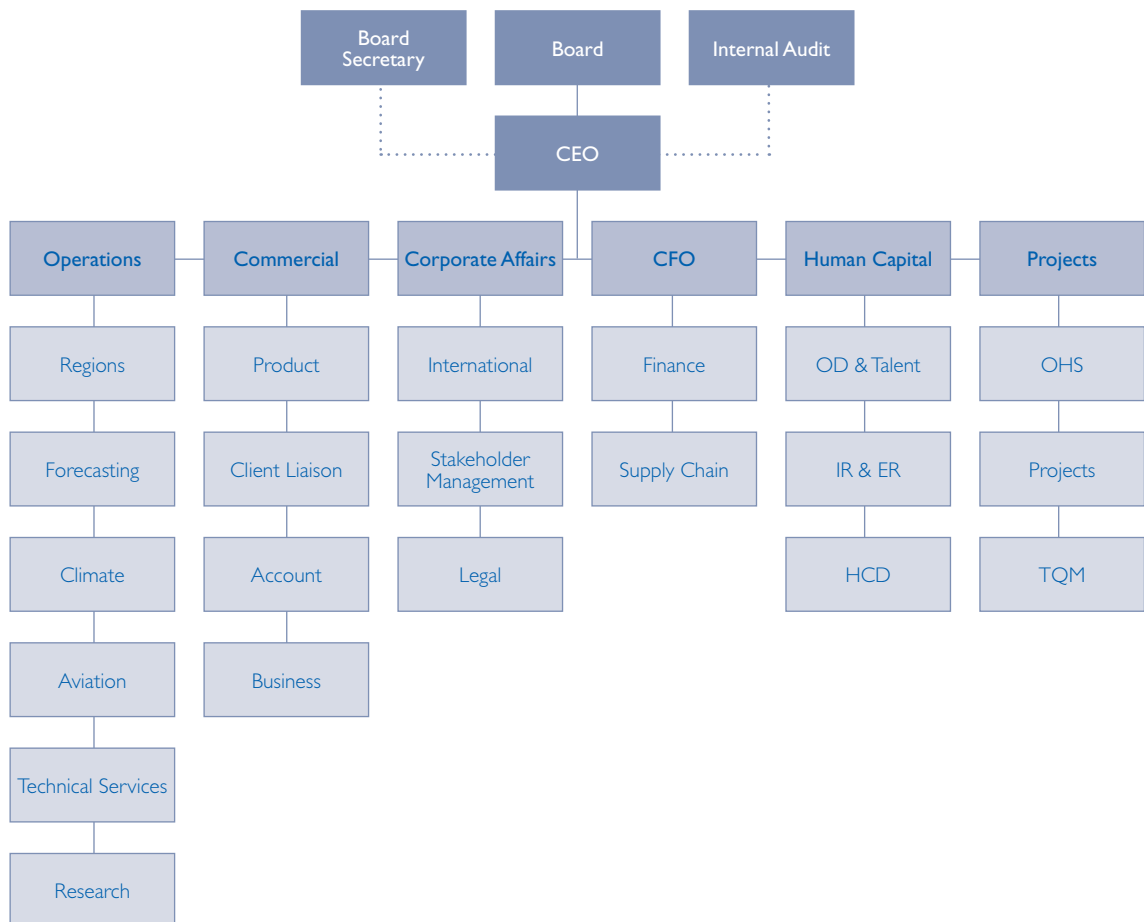 Board
Secretary
Board
Internal Audit
CEO
Operations
Commercial
Corporate Affairs
CFO
Human Capital
Projects
Regions
Product
International
Finance
OD & Talent
OHS
Forecasting
Client Liaison
Stakeholder
Management
Supply Chain
IR & ER
Projects
Climate
Account
Legal
HCD
TQM
Aviation
Business
Technical Services
Research